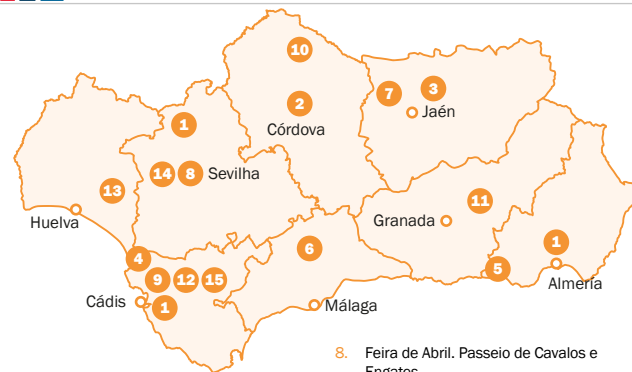 10
7
3
2
1
Jaén
Córdova
14
8
Sevilha
13
11
Huelva
Granada
4
6
1
5
9
12
15
Almería
Cádis
1
Málaga
8. Feira de Abril. Passeio de Cavalos e
Engates